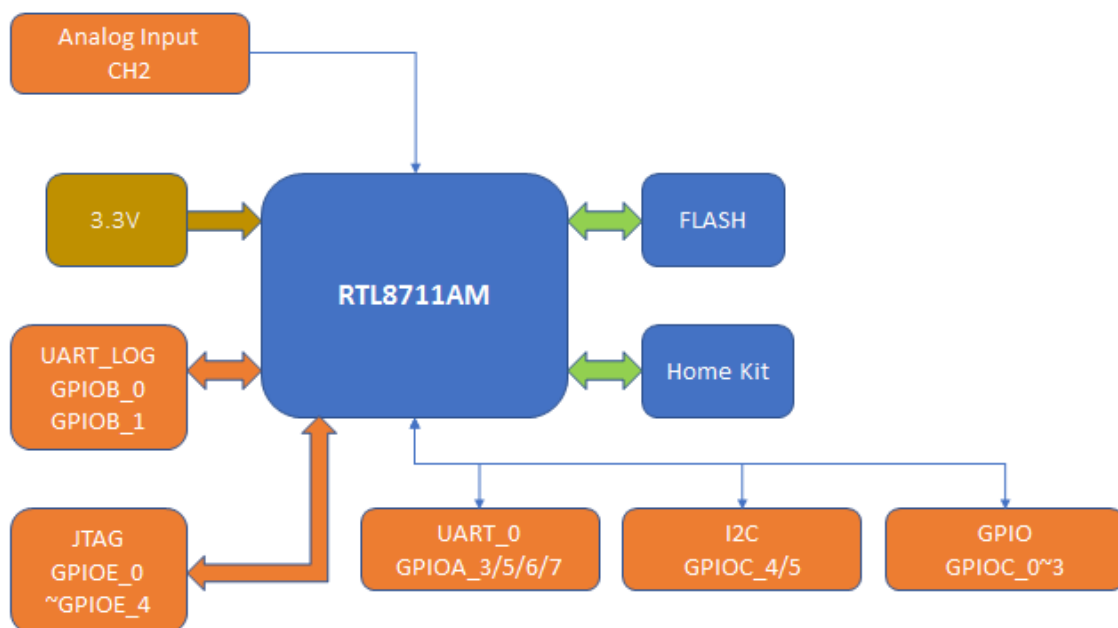 Analog Input
CH2
3.3V
FLASH
RTL8711AM
UART_LOG
GPIOB_0
GPIOB_1
Home Kit
JTAG
GPIOE_0
~GPIOE_4
UART_0
GPIOA_3/5/6/7
I2C
GPIOC_4/5
GPIO
GPIOC_0~3